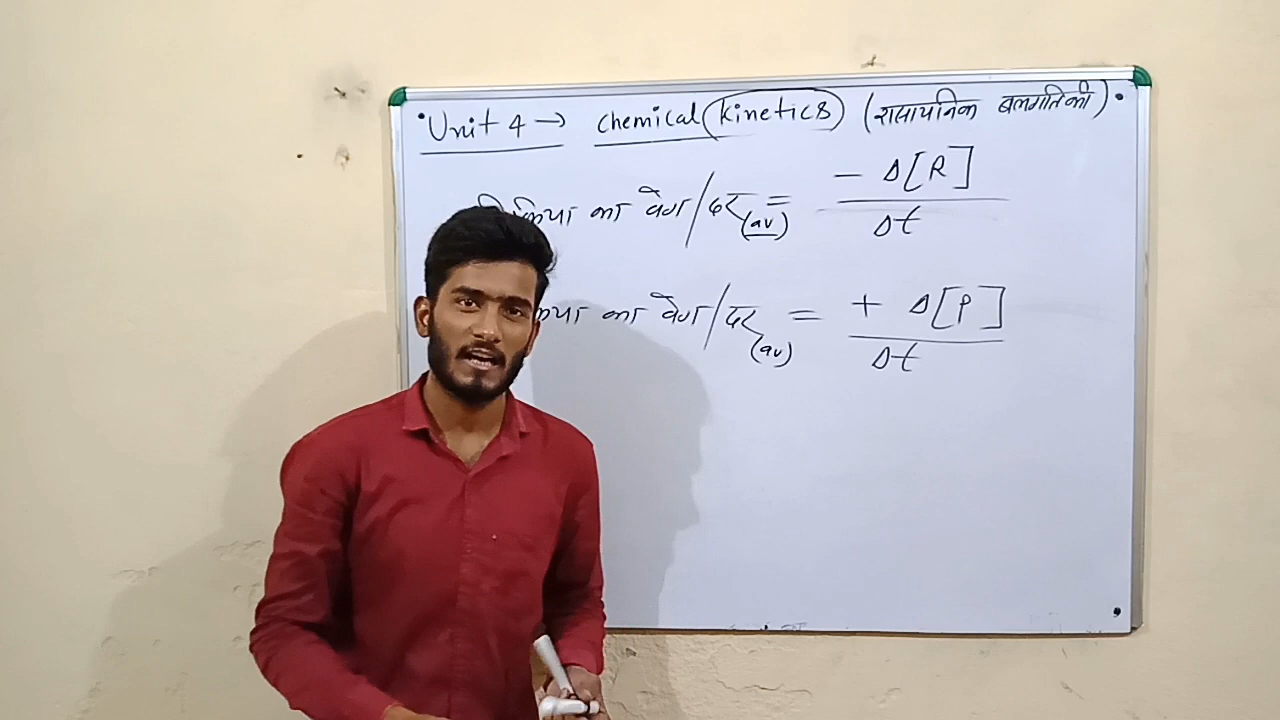 • Unit 4 → Chemical (kinetics) (रासायनिक बलगतिकी) •
क्रिया का वेग/दर (av) = - Δ[R] / Δt
क्रिया का वेग/दर (av) = + Δ[P] / Δt